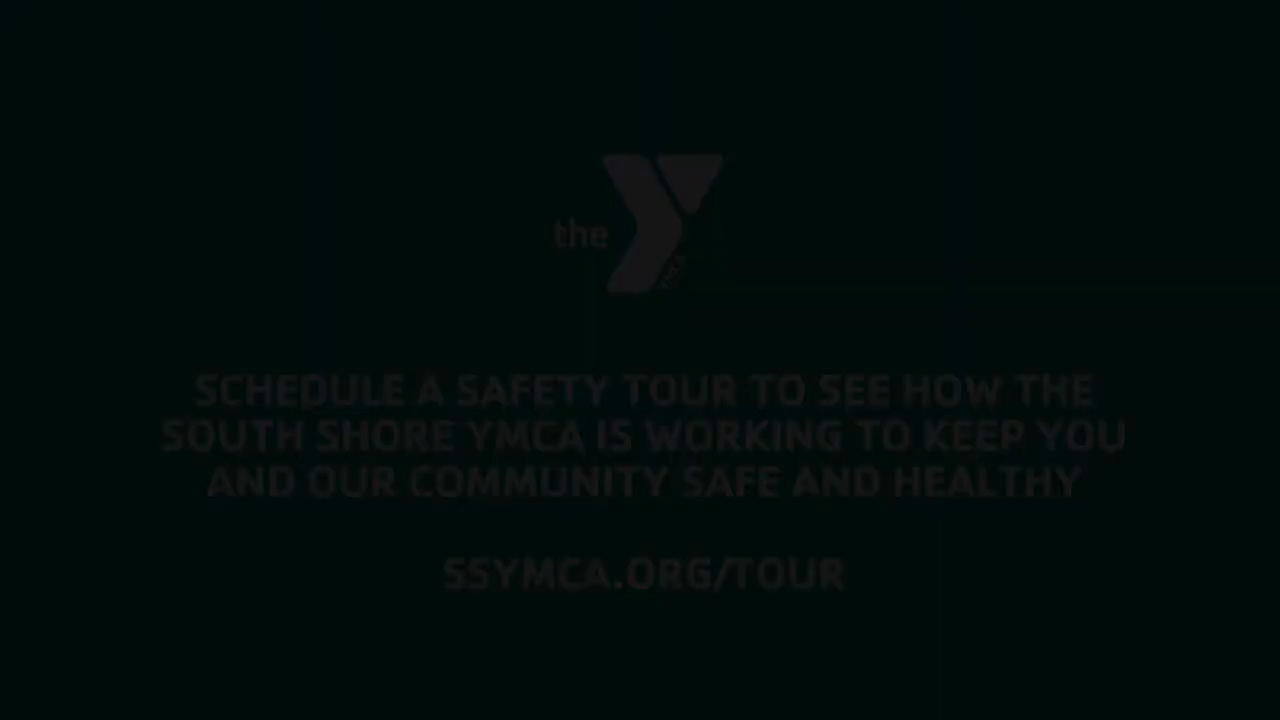 the
YMCA
SCHEDULE A SAFETY TOUR TO SEE HOW THE
SOUTH SHORE YMCA IS WORKING TO KEEP YOU
AND OUR COMMUNITY SAFE AND HEALTHY
SSYMCA.ORG/TOUR